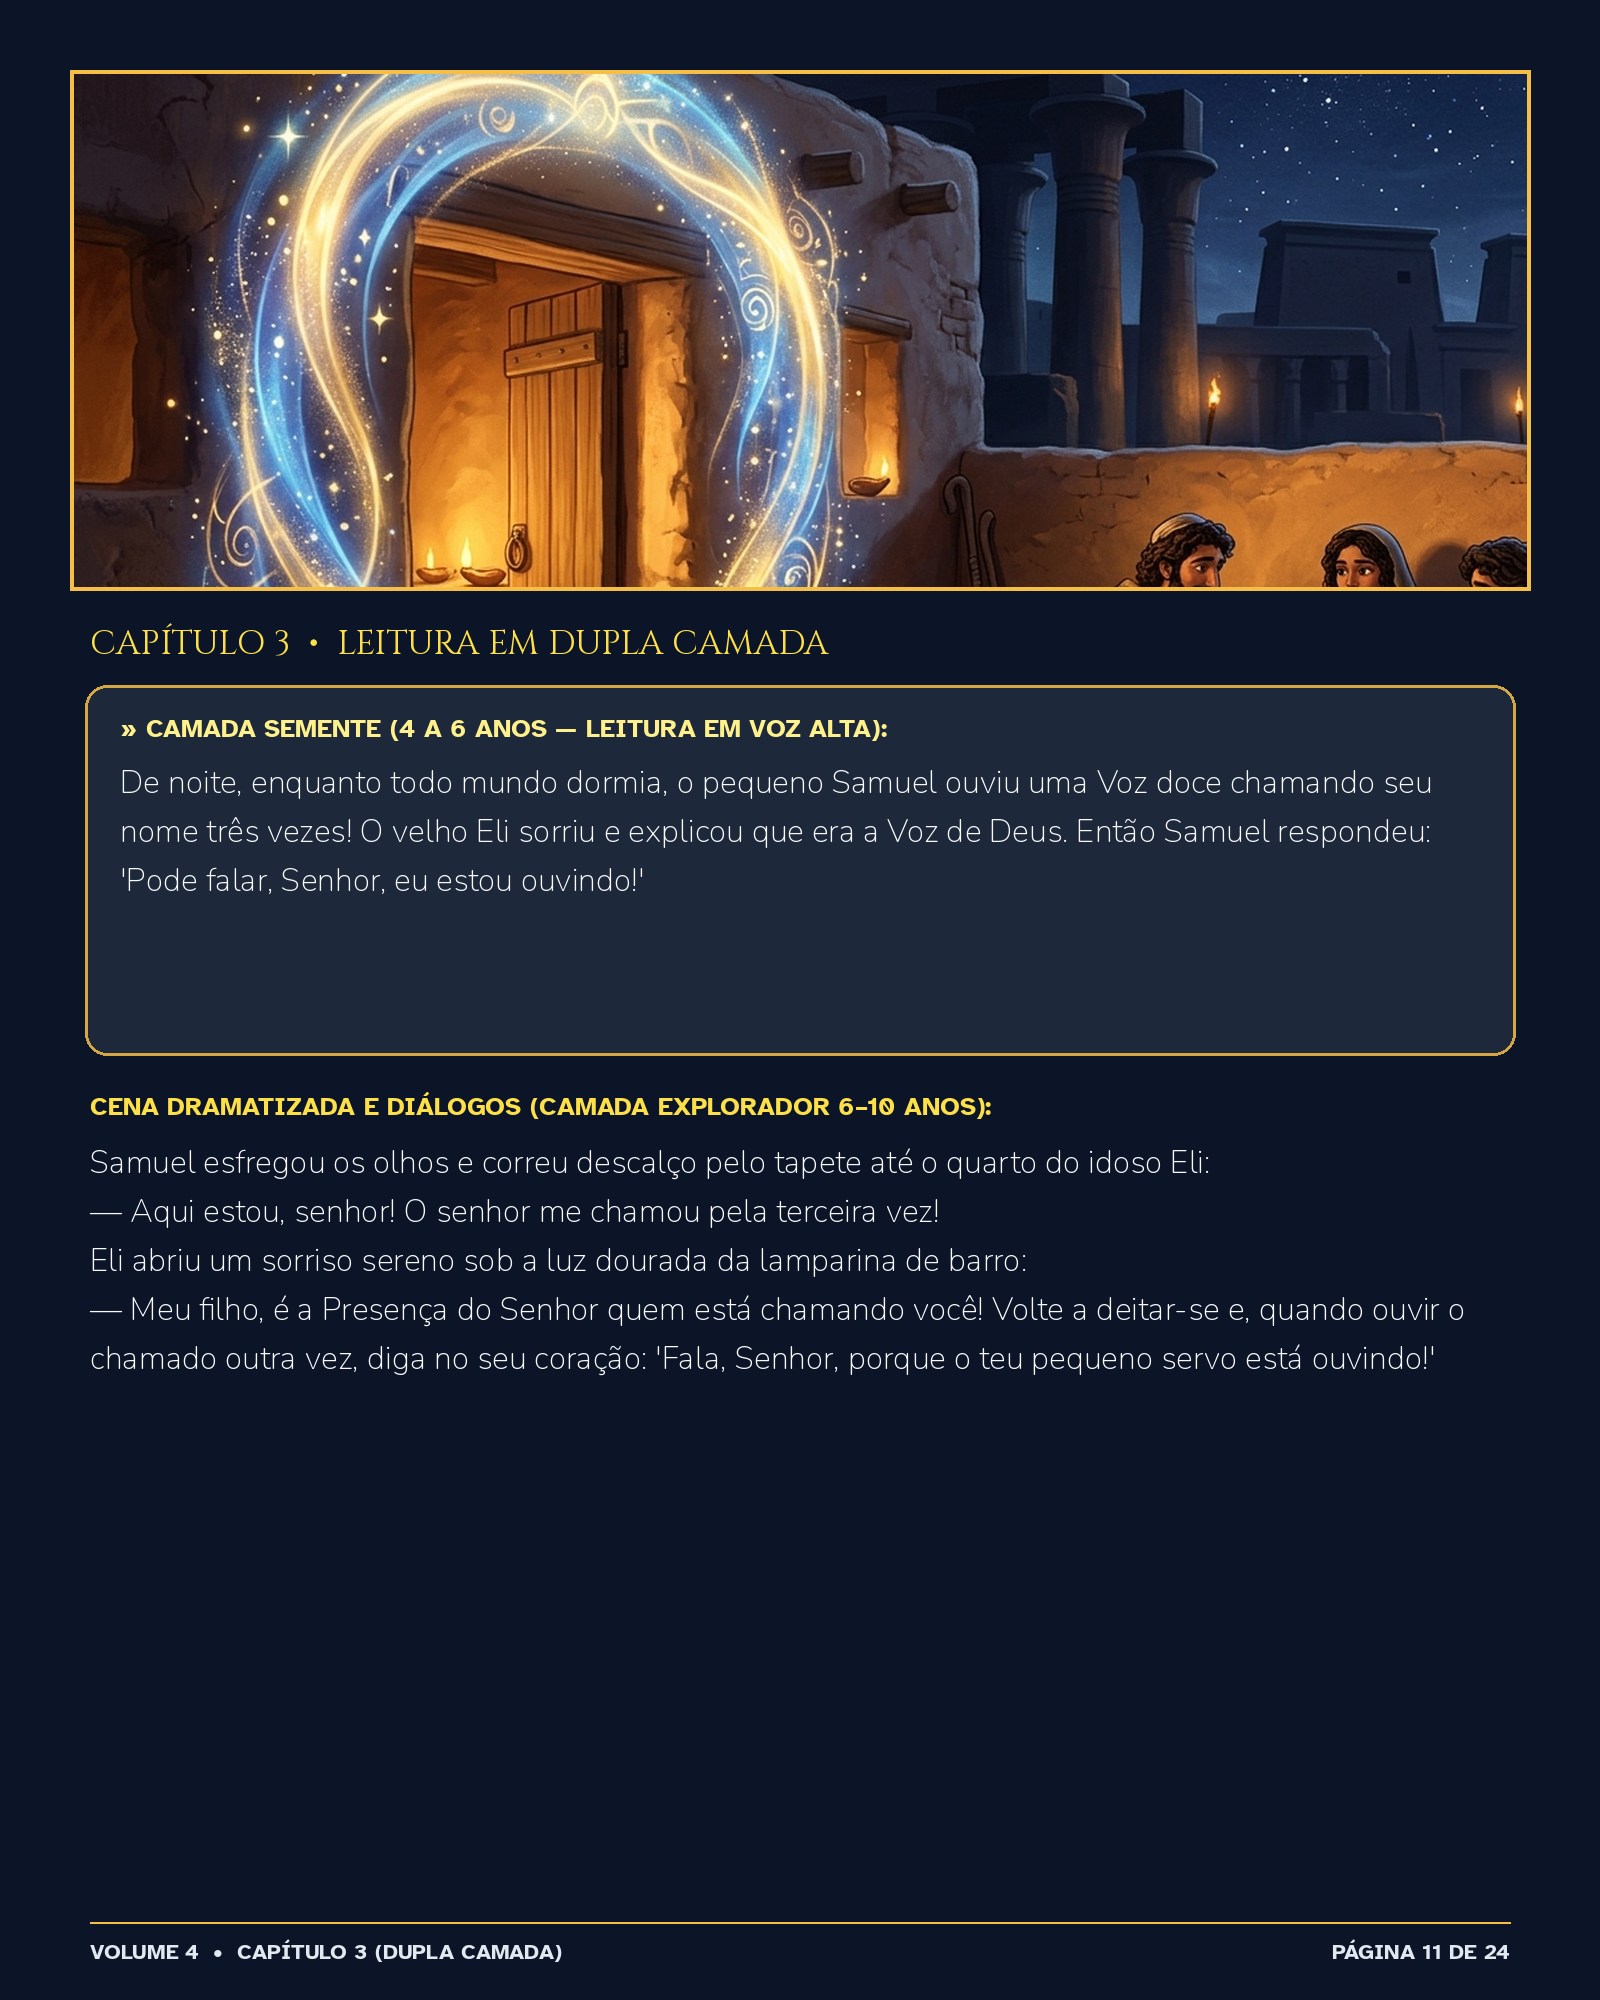 CAPÍTULO 3 • LEITURA EM DUPLA CAMADA
» CAMADA SEMENTE (4 A 6 ANOS — LEITURA EM VOZ ALTA):
De noite, enquanto todo mundo dormia, o pequeno Samuel ouviu uma Voz doce chamando seu
nome três vezes! O velho Eli sorriu e explicou que era a Voz de Deus. Então Samuel respondeu:
'Pode falar, Senhor, eu estou ouvindo!'
CENA DRAMATIZADA E DIÁLOGOS (CAMADA EXPLORADOR 6–10 ANOS):
Samuel esfregou os olhos e correu descalço pelo tapete até o quarto do idoso Eli:
— Aqui estou, senhor! O senhor me chamou pela terceira vez!
Eli abriu um sorriso sereno sob a luz dourada da lamparina de barro:
— Meu filho, é a Presença do Senhor quem está chamando você! Volte a deitar-se e, quando ouvir o
chamado outra vez, diga no seu coração: 'Fala, Senhor, porque o teu pequeno servo está ouvindo!'
VOLUME 4 • CAPÍTULO 3 (DUPLA CAMADA)
PÁGINA 11 DE 24